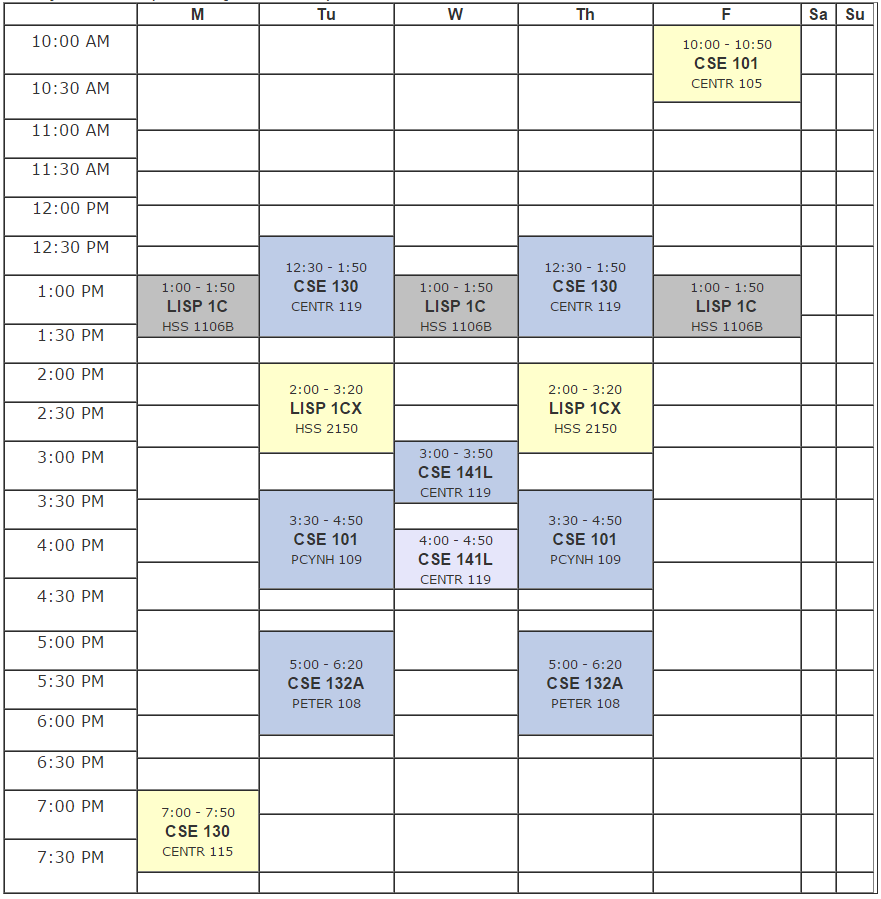 M Tu W Th F Sa Su
10:00 AM
10:00 - 10:50
CSE 101
CENTR 105
10:30 AM
11:00 AM
11:30 AM
12:00 PM
12:30 PM
12:30 - 1:50
CSE 130
CENTR 119
12:30 - 1:50
CSE 130
CENTR 119
1:00 PM
1:00 - 1:50
LISP 1C
HSS 1106B
1:00 - 1:50
LISP 1C
HSS 1106B
1:00 - 1:50
LISP 1C
HSS 1106B
1:30 PM
2:00 PM
2:00 - 3:20
LISP 1CX
HSS 2150
2:00 - 3:20
LISP 1CX
HSS 2150
2:30 PM
3:00 PM
3:00 - 3:50
CSE 141L
CENTR 119
3:30 PM
3:30 - 4:50
CSE 101
PCYNH 109
3:30 - 4:50
CSE 101
PCYNH 109
4:00 PM
4:00 - 4:50
CSE 141L
CENTR 119
4:30 PM
5:00 PM
5:00 - 6:20
CSE 132A
PETER 108
5:00 - 6:20
CSE 132A
PETER 108
5:30 PM
6:00 PM
6:30 PM
7:00 PM
7:00 - 7:50
CSE 130
CENTR 115
7:30 PM